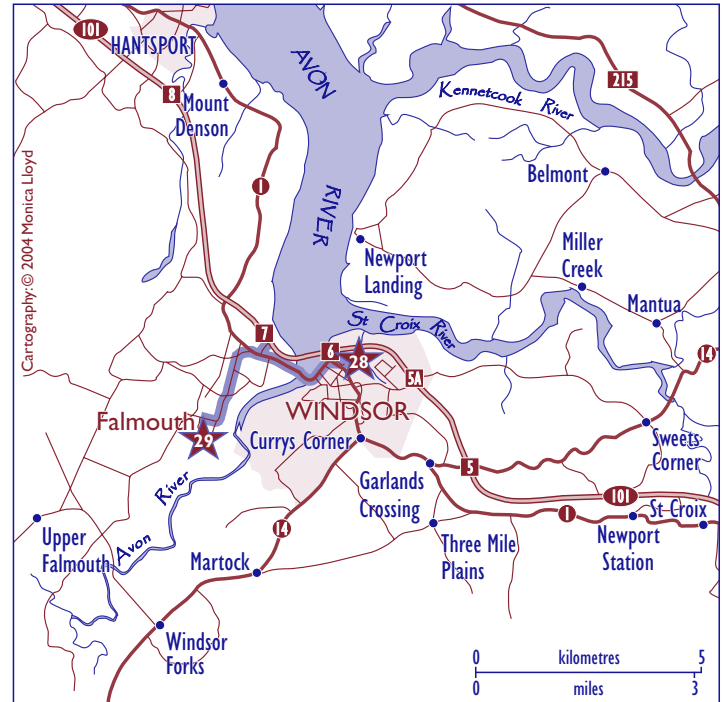 101
HANTSPORT
8
Mount
Denson
AVON
RIVER
215
Kennetcook River
Belmont
1
Newport
Landing
Miller
Creek
Mantua
St Croix River
Cartography:© 2004 Monica Lloyd
7
6
28
5A
14
WINDSOR
Falmouth
29
Currys Corner
Garlands
Crossing
5
Sweets
Corner
101
St Croix
1
Newport
Station
Avon River
Upper
Falmouth
14
Martock
Three Mile
Plains
Windsor
Forks
0 kilometres 5
0 miles 3